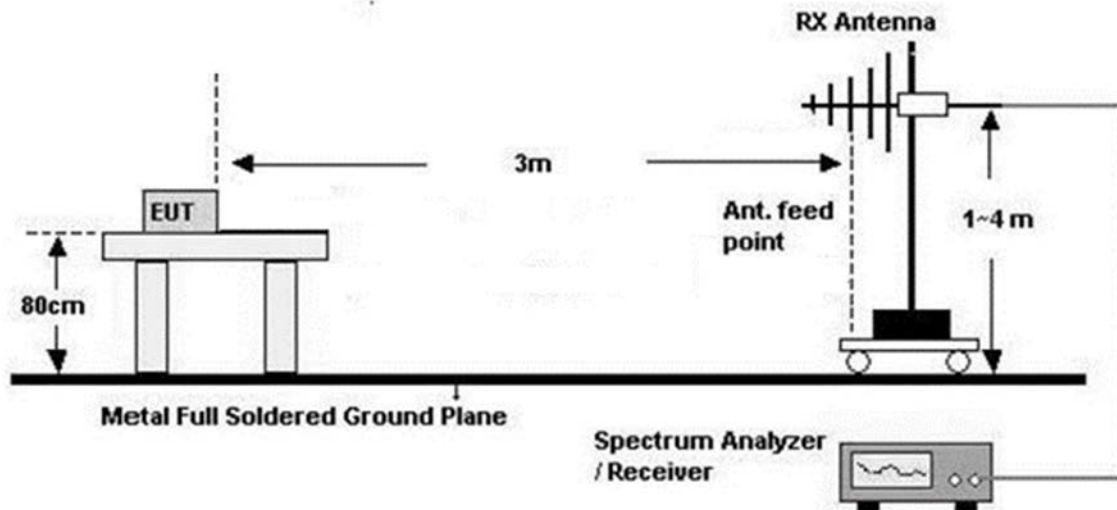 RX Antenna
3m
EUT
Ant. feed
point
1~4 m
80cm
Metal Full Soldered Ground Plane
Spectrum Analyzer
/ Receiver